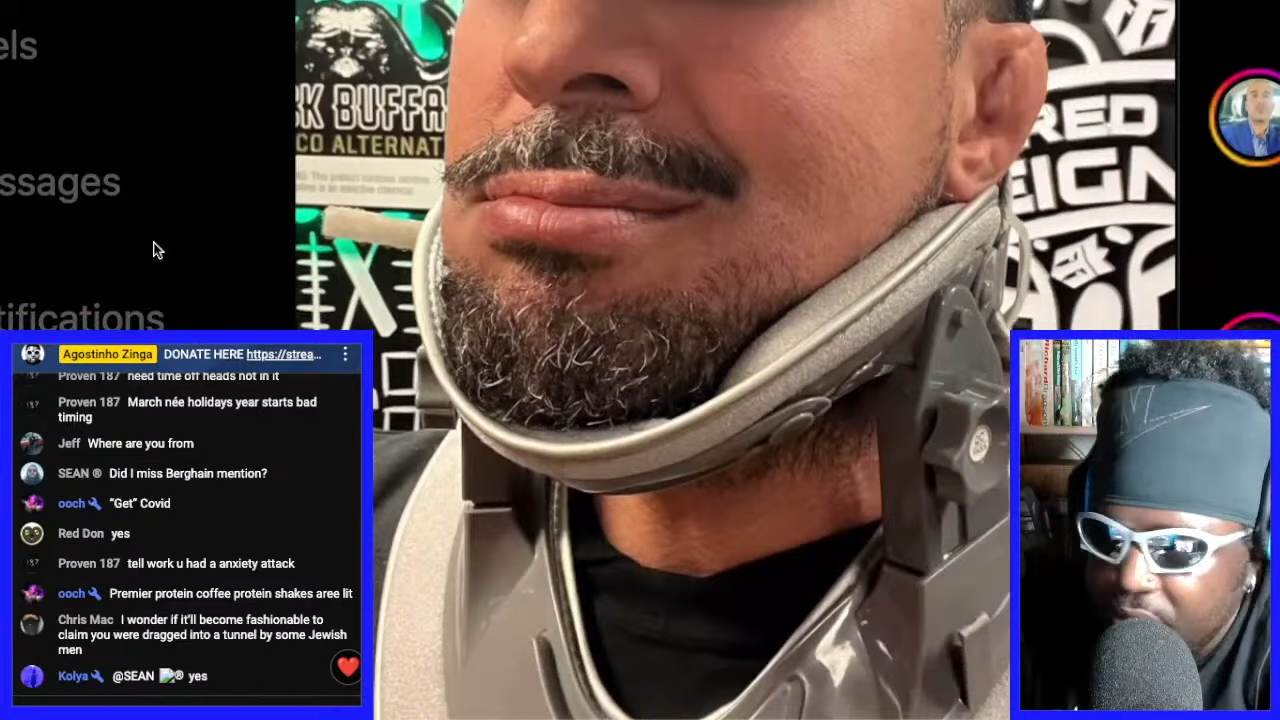 els
ssages
tifications
CK BUFFA
CO ALTERNAT
RED
EIGN
Agostinho Zinga DONATE HERE https://strea...
Proven 187 need time off heads not in it
Proven 187 March née holidays year starts bad
timing
Jeff Where are you from
SEAN ® Did I miss Berghain mention?
ooch “Get” Covid
Red Don yes
Proven 187 tell work u had a anxiety attack
ooch Premier protein coffee protein shakes aree lit
Chris Mac I wonder if it'll become fashionable to
claim you were dragged into a tunnel by some Jewish
men
Kolya @SEAN ® yes